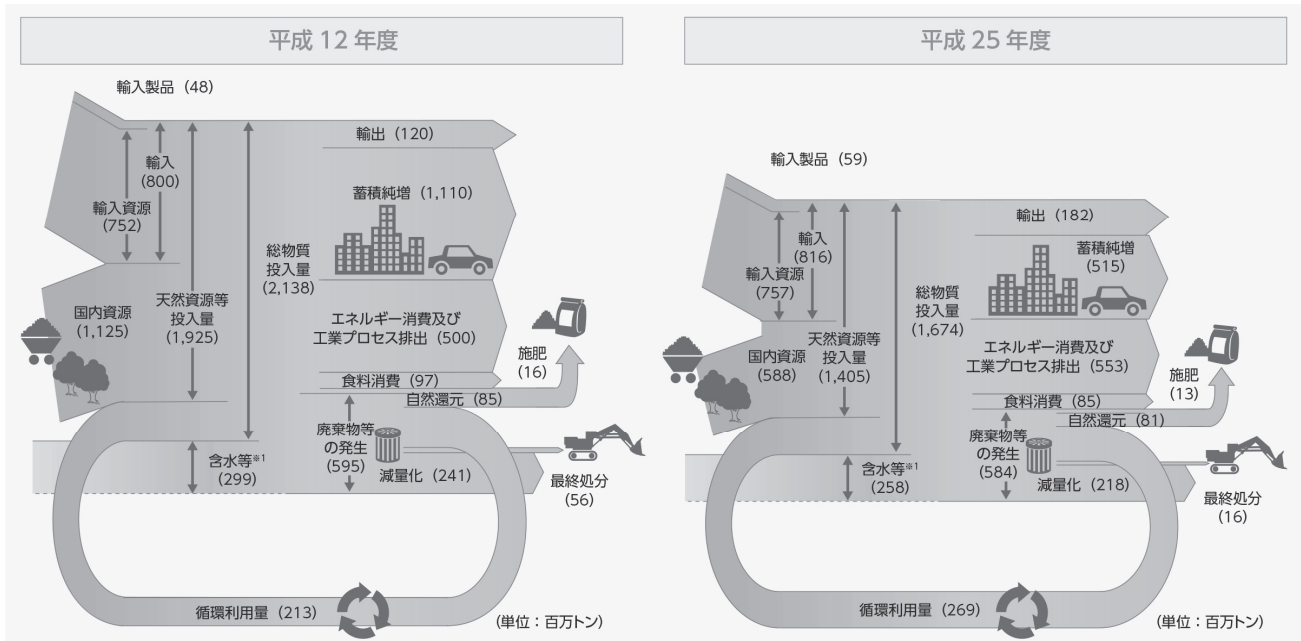 平成 12 年度
輸入製品 (48)
輸出 (120)
輸入
(800)
輸入資源
(752)
蓄積純増 (1,110)
総物質
投入量
(2,138)
国内資源
(1,125)
天然資源等
投入量
(1,925)
エネルギー消費及び
工業プロセス排出 (500)
施肥
(16)
食料消費 (97)
自然還元 (85)
廃棄物等
の発生
(595)
含水等※1
(299)
減量化 (241)
最終処分
(56)
循環利用量 (213)
(単位：百万トン)
平成 25 年度
輸入製品 (59)
輸出 (182)
輸入
(816)
輸入資源
(757)
蓄積純増
(515)
総物質
投入量
(1,674)
国内資源
(588)
天然資源等
投入量
(1,405)
エネルギー消費及び
工業プロセス排出 (553)
施肥
(13)
食料消費 (85)
自然還元 (81)
廃棄物等
の発生
(584)
含水等※1
(258)
減量化 (218)
最終処分
(16)
循環利用量 (269)
(単位：百万トン)